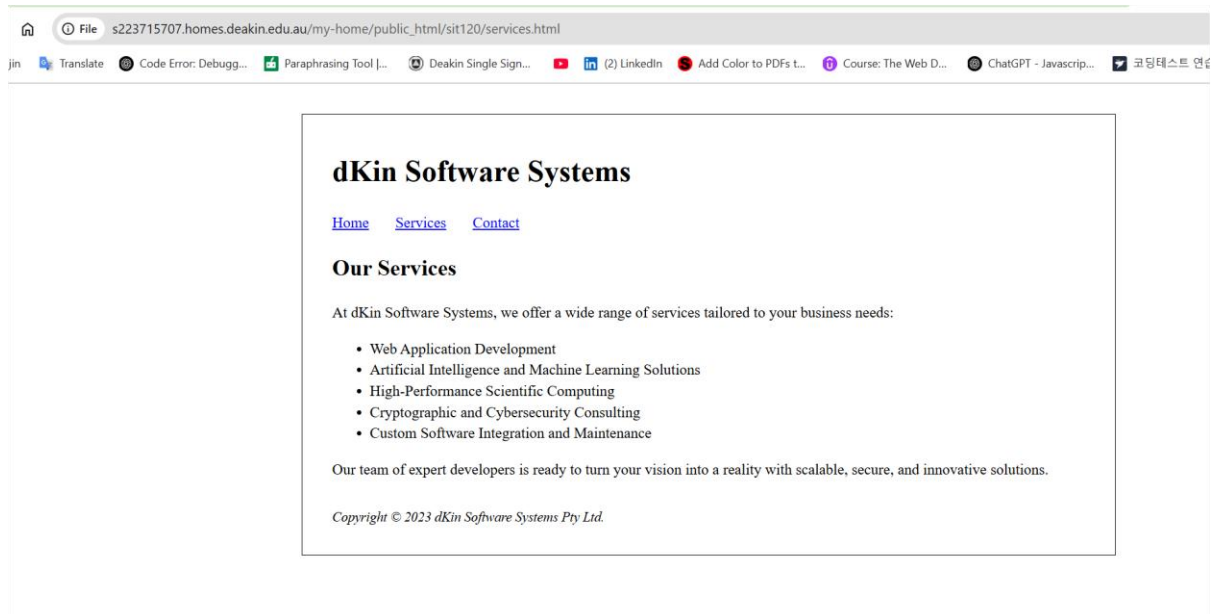 File s223715707.homes.deakin.edu.au/my-home/public_html/sit120/services.html
jin Translate Code Error: Debugg... Paraphrasing Tool |... Deakin Single Sign... (2) LinkedIn Add Color to PDFs t... Course: The Web D... ChatGPT - Javascrip... 코딩테스트 연습
dKin Software Systems
Home Services Contact
Our Services
At dKin Software Systems, we offer a wide range of services tailored to your business needs:
• Web Application Development
• Artificial Intelligence and Machine Learning Solutions
• High-Performance Scientific Computing
• Cryptographic and Cybersecurity Consulting
• Custom Software Integration and Maintenance
Our team of expert developers is ready to turn your vision into a reality with scalable, secure, and innovative solutions.
Copyright © 2023 dKin Software Systems Pty Ltd.